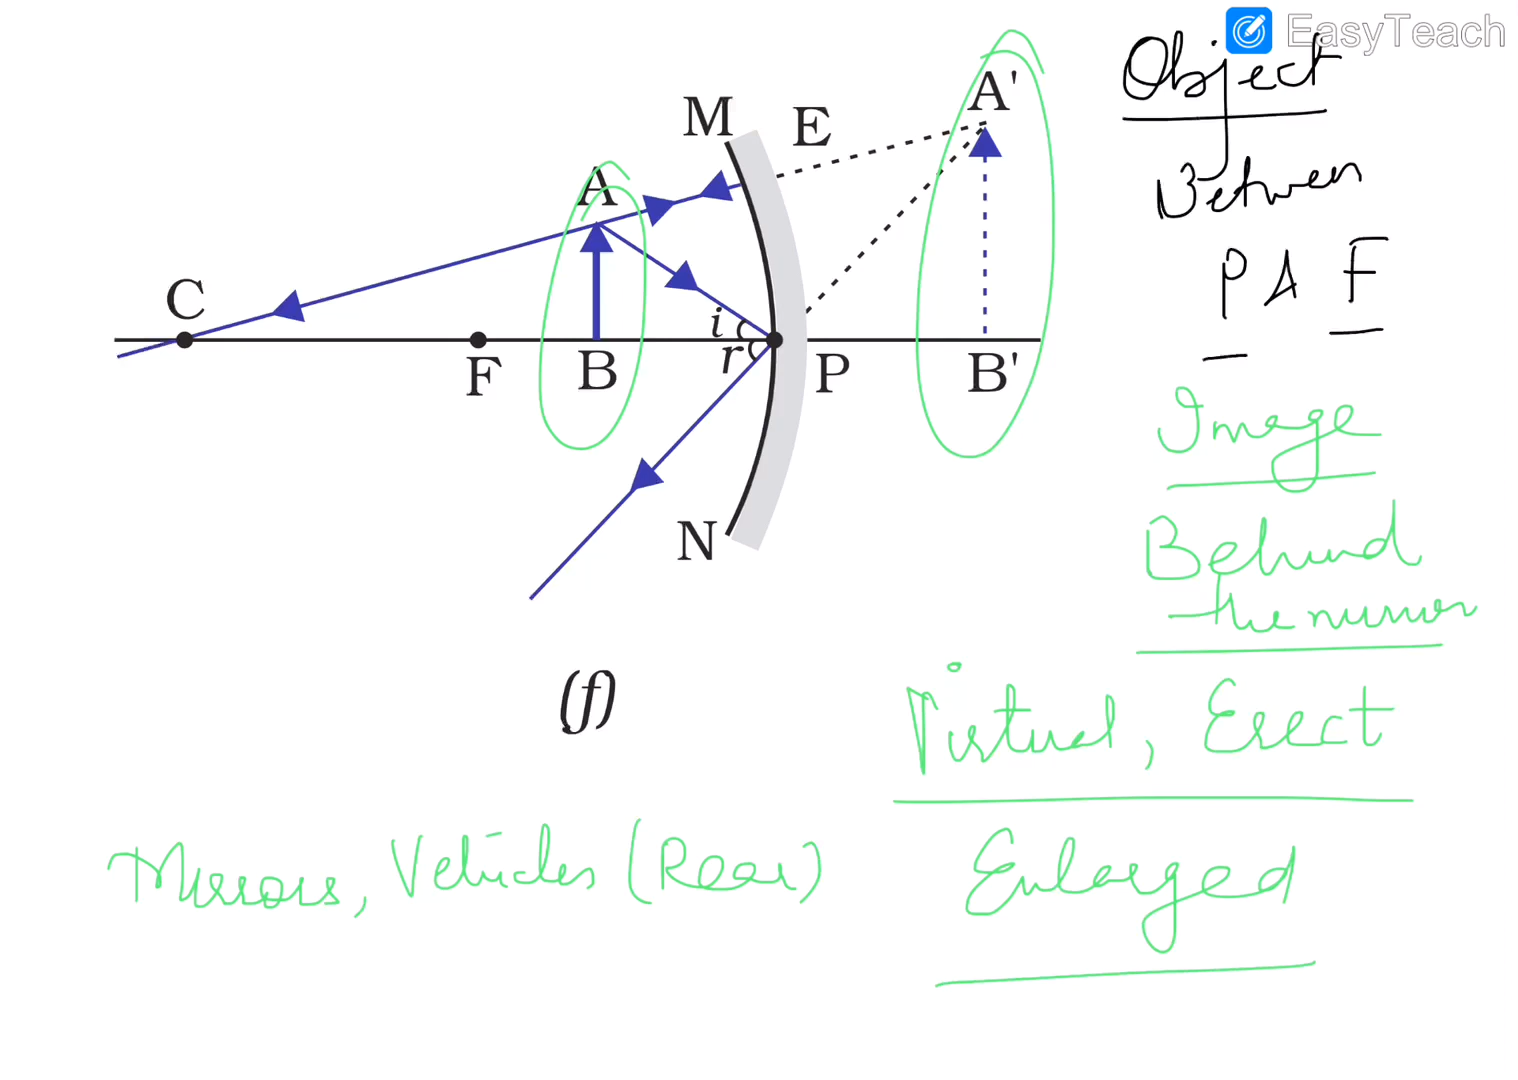 EasyTeach
Object
Between
P & F
Image
Behind
the mirror
Virtual, Erect
Enlarged
Mirrors, Vehicles (Rear)
M
E
A'
A
C
i
r
F
B
P
B'
N
(f)